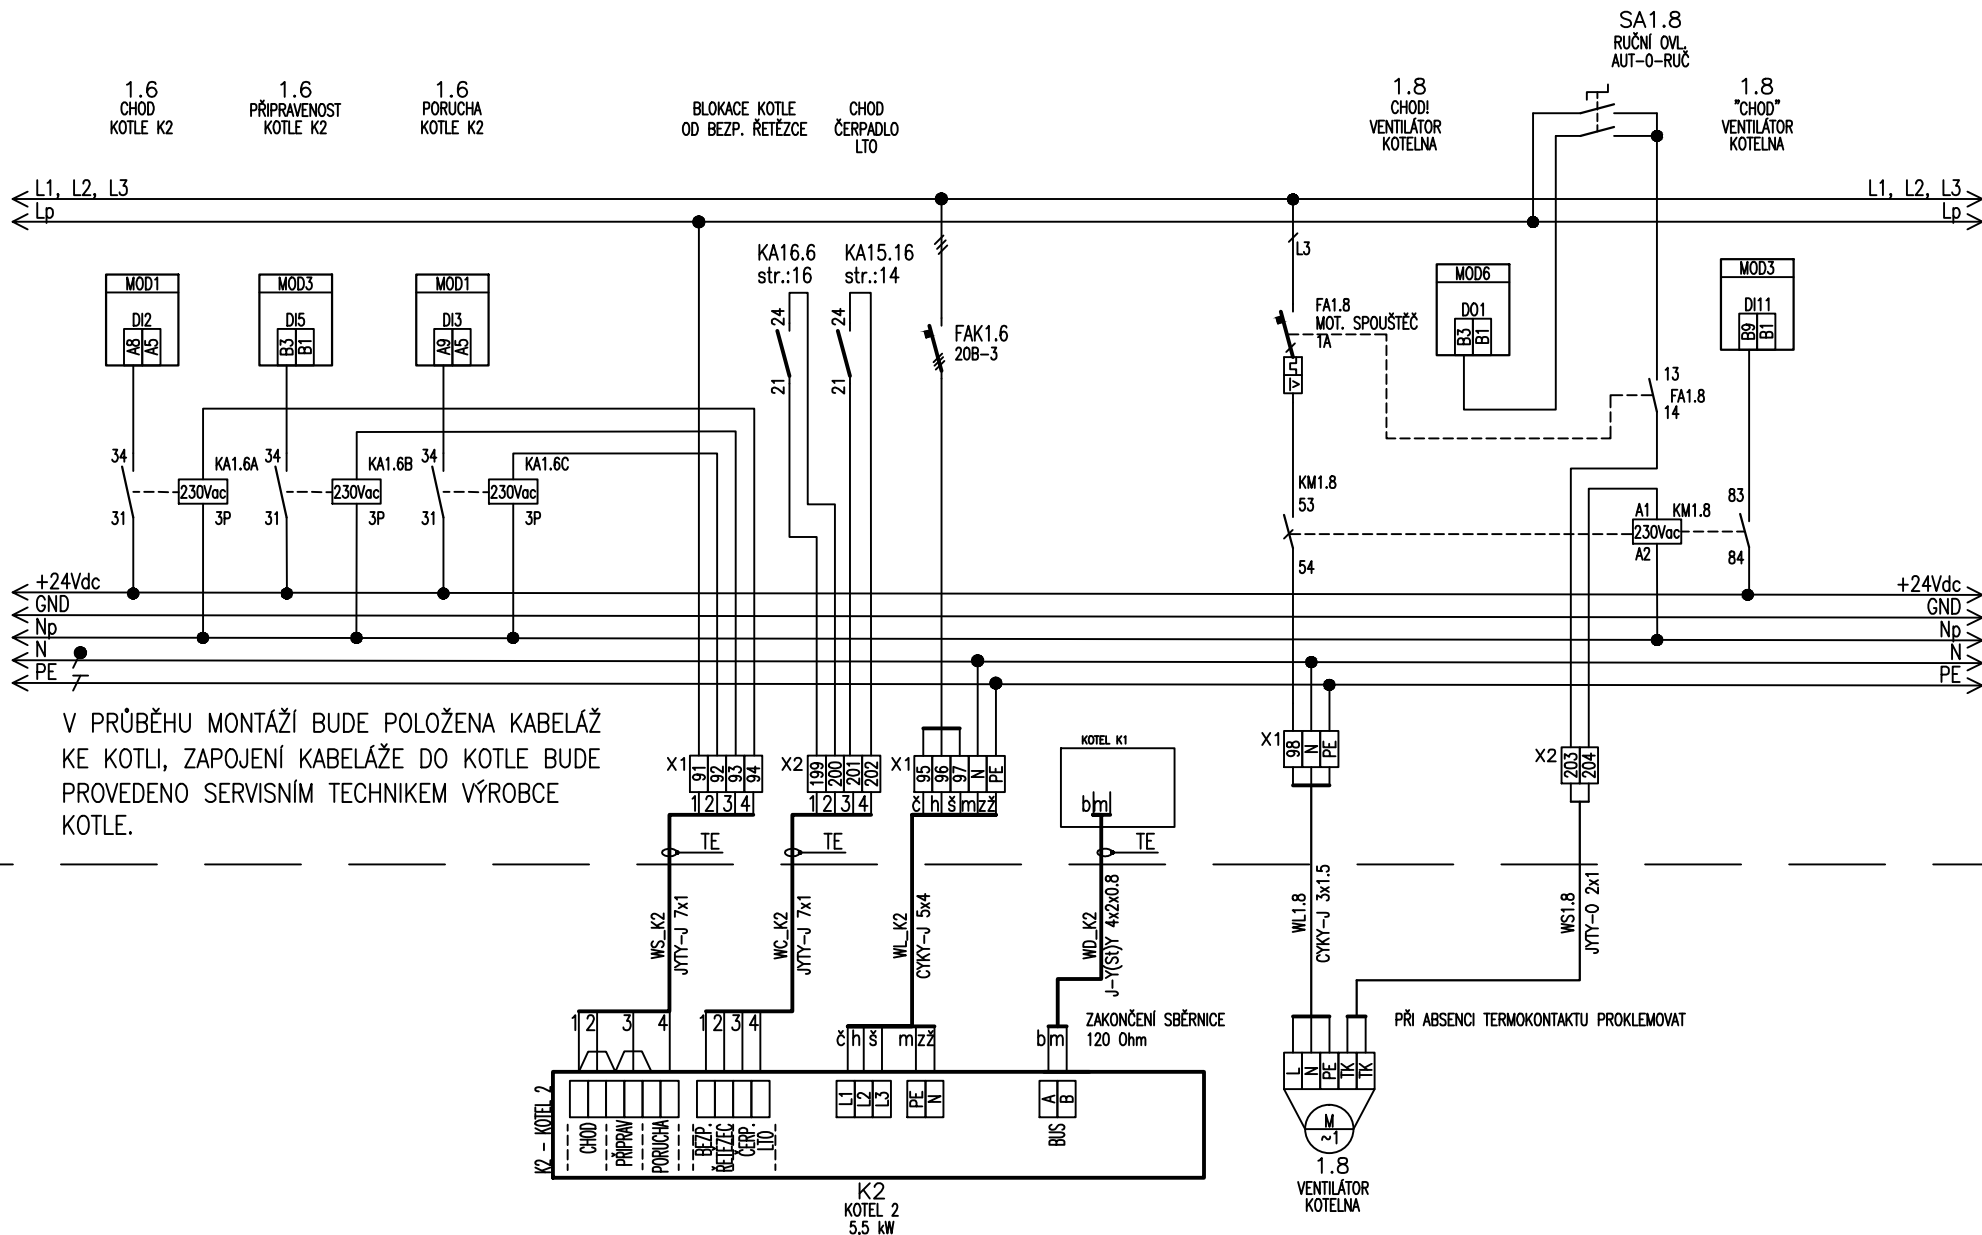 SA1.8
RUČNÍ OVL.
AUT-O-RUČ
1.6
CHOD
KOTLE K2
1.6
PŘIPRAVENOST
KOTLE K2
1.6
PORUCHA
KOTLE K2
BLOKACE KOTLE
OD BEZP. ŘETĚZCE
CHOD
ČERPADLO
LTO
1.8
CHOD!
VENTILÁTOR
KOTELNA
1.8
"CHOD"
VENTILÁTOR
KOTELNA
L1, L2, L3
L1, L2, L3
Lp
Lp
L3
MOD1
DI2
A8
A5
MOD3
DI5
B3
B1
MOD1
DI3
A9
A5
KA16.6
str.:16
24
21
KA15.16
str.:14
24
21
FAK1.6
20B-3
FA1.8
MOT. SPOUŠTĚČ
1A
I>
MOD6
DO1
B3
B1
MOD3
DI11
B9
B1
13
FA1.8
14
34
31
KA1.6A
230Vac
3P
34
31
KA1.6B
230Vac
3P
34
31
KA1.6C
230Vac
3P
KM1.8
53
54
A1
KM1.8
230Vac
A2
83
84
+24Vdc
+24Vdc
GND
GND
Np
Np
N
N
PE
PE
V PRŮBĚHU MONTÁŽÍ BUDE POLOŽENA KABELÁŽ
KE KOTLI, ZAPOJENÍ KABELÁŽE DO KOTLE BUDE
PROVEDENO SERVISNÍM TECHNIKEM VÝROBCE
KOTLE.
X1
91
92
93
94
1 2 3 4
X2
199
200
201
202
1 2 3 4
X1
95
96
97
N
PE
č h š m zž
KOTEL K1
b m
X1
98
N
PE
X2
203
204
TE
TE
TE
WS_K2
JYTY-J 7x1
WC_K2
JYTY-J 7x1
WL_K2
CYKY-J 5x4
WD_K2
J-Y(St)Y 4x2x0.8
WL1.8
CYKY-J 3x1.5
WS1.8
JYTY-O 2x1
1 2 3 4
1 2 3 4
č h š m zž
b m
ZAKONČENÍ SBĚRNICE
120 Ohm
PŘI ABSENCI TERMOKONTAKTU PROKLEMOVAT
K2 - KOTEL 2
CHOD
PŘIPRAV
PORUCHA
BEZP.
ŘETĚZEC
ČERP.
LTO
L1
L2
L3
PE
N
A
B
BUS
L
N
PE
TK
TK
M
~1
1.8
VENTILÁTOR
KOTELNA
K2
KOTEL 2
5.5 kW